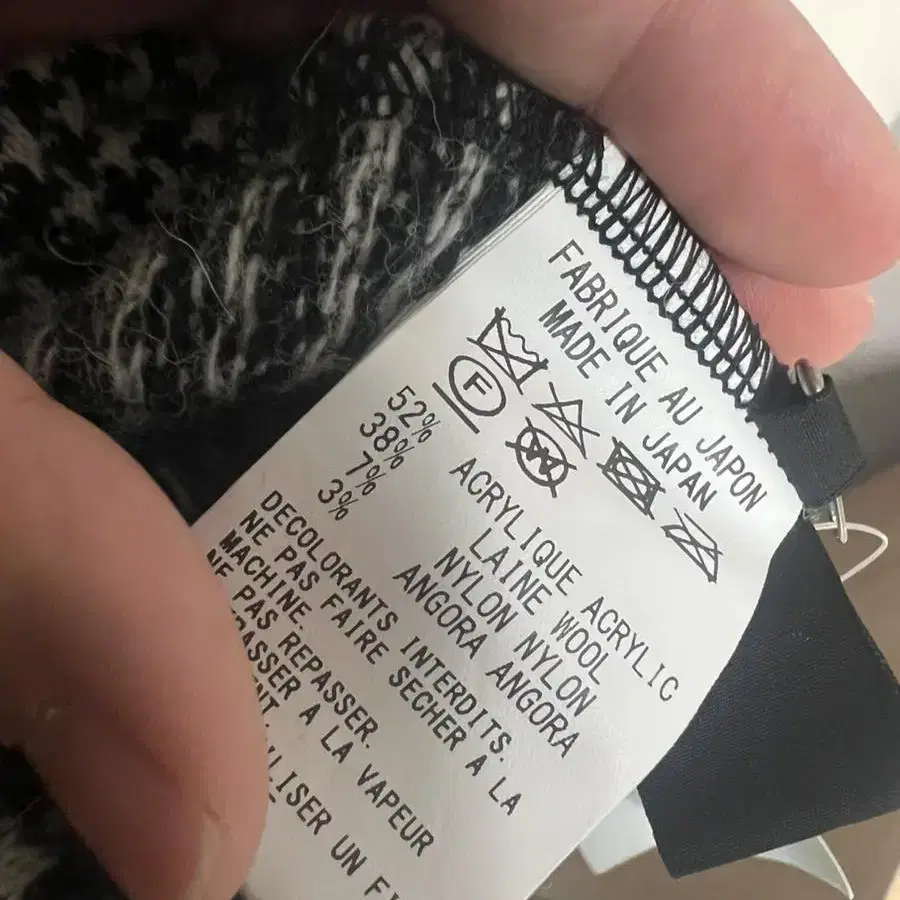 FABRIQUE AU JAPON
MADE IN JAPAN
F
52% ACRYLIQUE ACRYLIC
38% LAINE WOOL
7% NYLON NYLON
3% ANGORA ANGORA
DECOLORANTS INTERDITS.
NE PAS FAIRE SECHER A LA
MACHINE.
NE PAS REPASSER.
A LA VAPEUR
UN